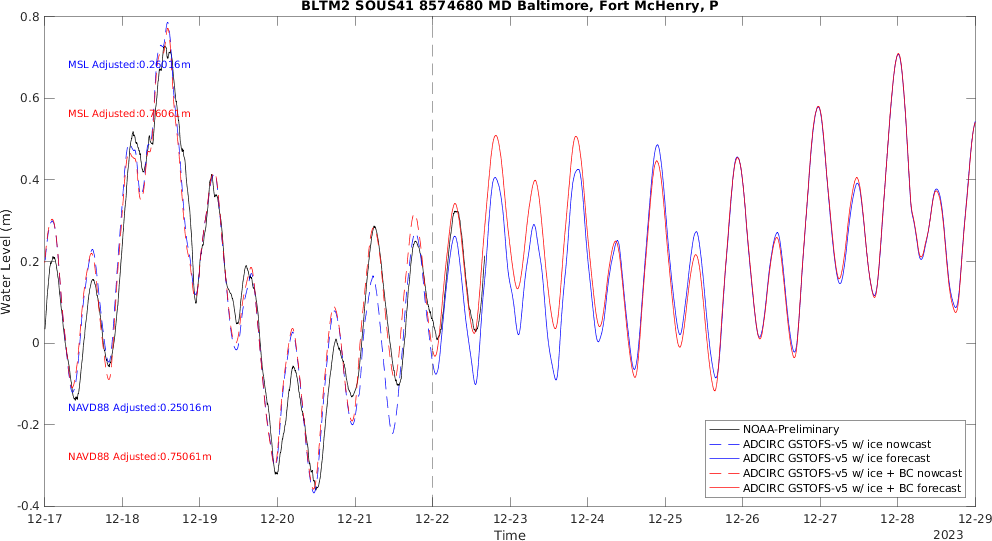 BLTM2 SOUS41 8574680 MD Baltimore, Fort McHenry, P
0.8
0.6
0.4
0.2
0
-0.2
-0.4
Water Level (m)
MSL Adjusted:0.26016m
MSL Adjusted:0.76061m
NAVD88 Adjusted:0.25016m
NAVD88 Adjusted:0.75061m
NOAA-Preliminary
ADCIRC GSTOFS-v5 w/ ice nowcast
ADCIRC GSTOFS-v5 w/ ice forecast
ADCIRC GSTOFS-v5 w/ ice + BC nowcast
ADCIRC GSTOFS-v5 w/ ice + BC forecast
12-17 12-18 12-19 12-20 12-21 12-22 12-23 12-24 12-25 12-26 12-27 12-28 12-29
Time
2023